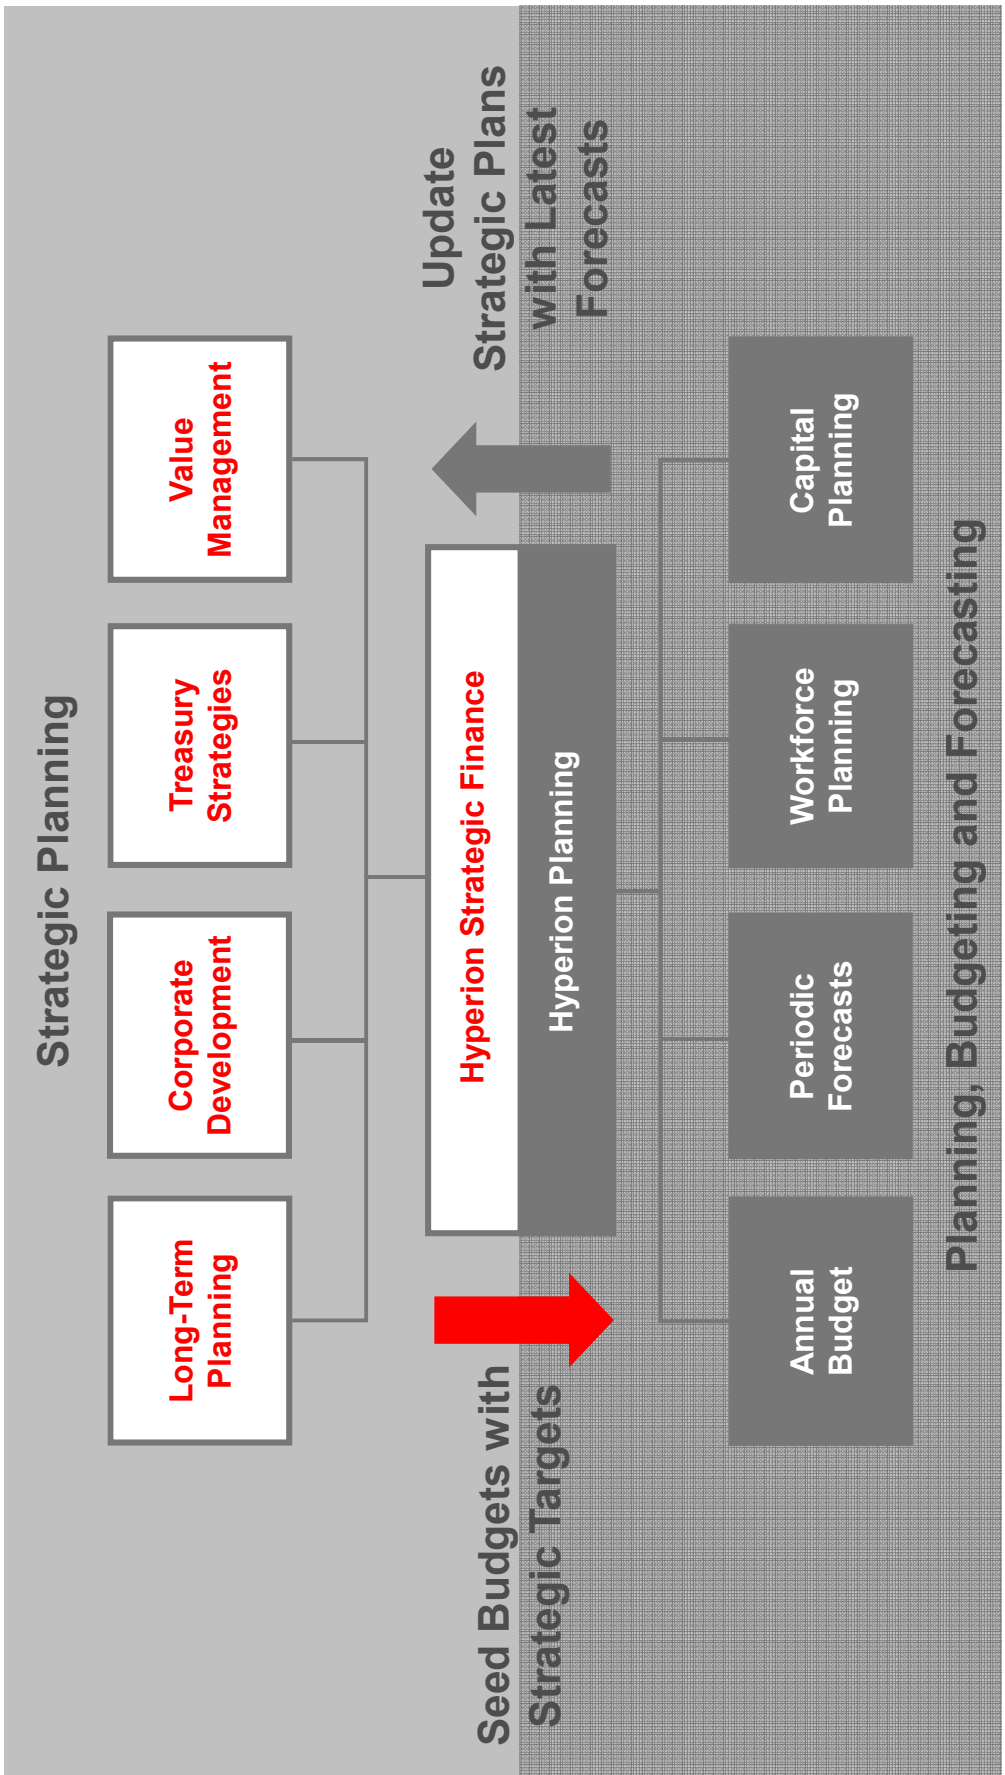 Strategic Planning
Long-Term
Planning
Corporate
Development
Treasury
Strategies
Value
Management
Seed Budgets with
Strategic Targets
Hyperion Strategic Finance
Hyperion Planning
Update
Strategic Plans
with Latest
Forecasts
Annual
Budget
Periodic
Forecasts
Workforce
Planning
Capital
Planning
Planning, Budgeting and Forecasting